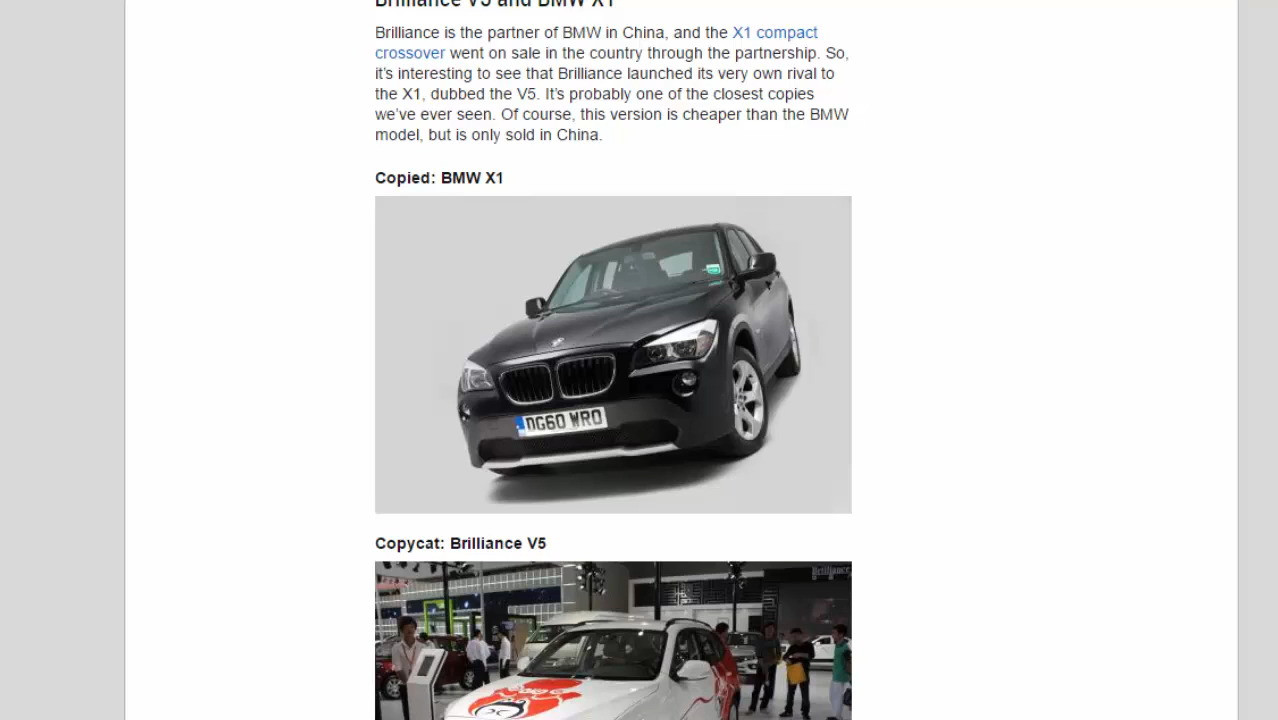 Brilliance V5 and BMW X1
Brilliance is the partner of BMW in China, and the X1 compact
crossover went on sale in the country through the partnership. So,
it's interesting to see that Brilliance launched its very own rival to
the X1, dubbed the V5. It's probably one of the closest copies
we've ever seen. Of course, this version is cheaper than the BMW
model, but is only sold in China.
Copied: BMW X1
DG60 WRO
Copycat: Brilliance V5
Brilliance